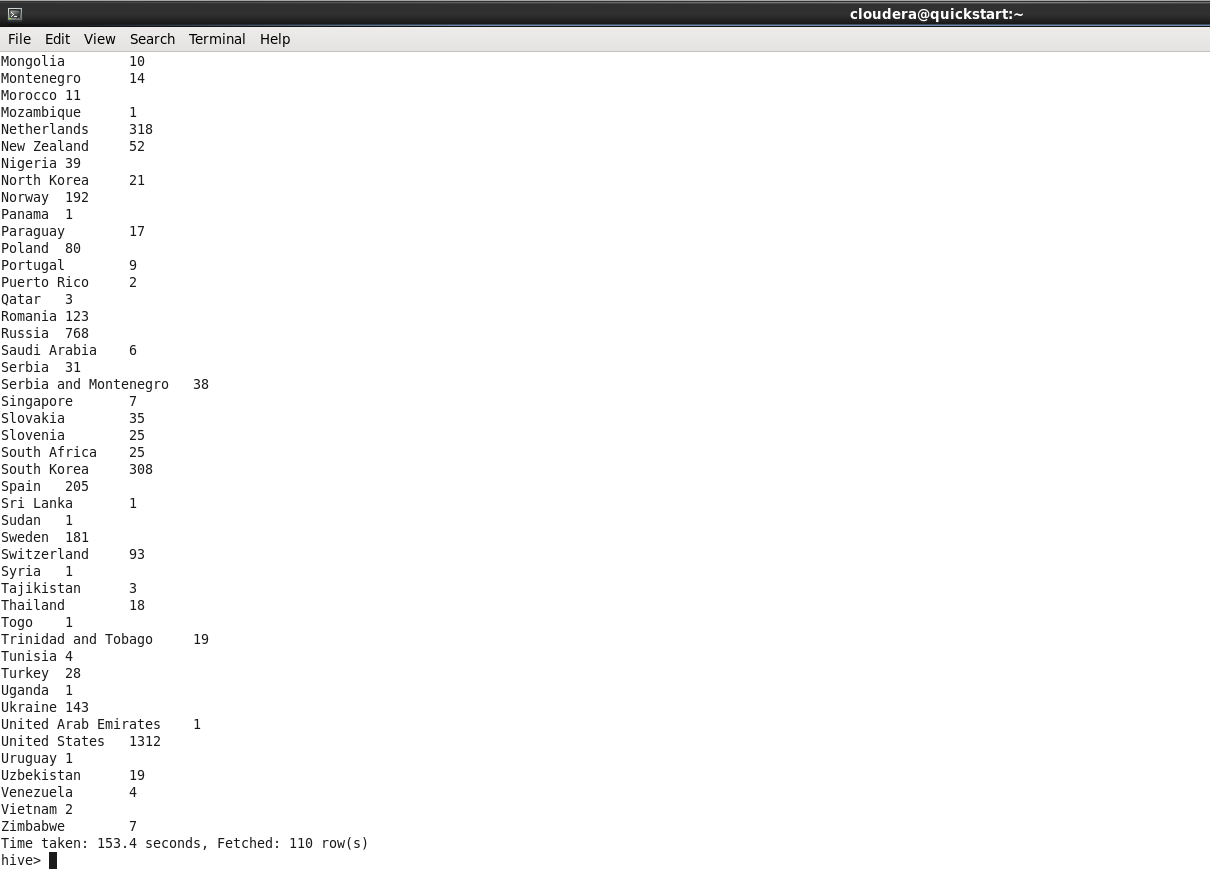 cloudera@quickstart:~
File Edit View Search Terminal Help
Mongolia 10
Montenegro 14
Morocco 11
Mozambique 1
Netherlands 318
New Zealand 52
Nigeria 39
North Korea 21
Norway 192
Panama 1
Paraguay 17
Poland 80
Portugal 9
Puerto Rico 2
Qatar 3
Romania 123
Russia 768
Saudi Arabia 6
Serbia 31
Serbia and Montenegro 38
Singapore 7
Slovakia 35
Slovenia 25
South Africa 25
South Korea 308
Spain 205
Sri Lanka 1
Sudan 1
Sweden 181
Switzerland 93
Syria 1
Tajikistan 3
Thailand 18
Togo 1
Trinidad and Tobago 19
Tunisia 4
Turkey 28
Uganda 1
Ukraine 143
United Arab Emirates 1
United States 1312
Uruguay 1
Uzbekistan 19
Venezuela 4
Vietnam 2
Zimbabwe 7
Time taken: 153.4 seconds, Fetched: 110 row(s)
hive>